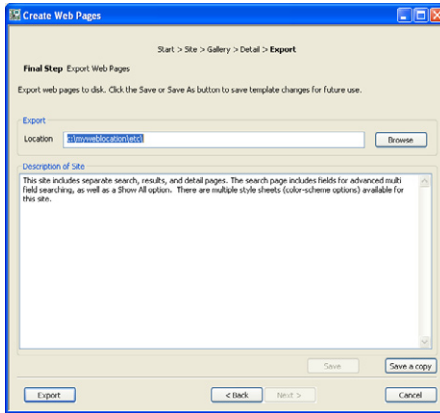 Create Web Pages
Start > Site > Gallery > Detail > Export
Final Step Export Web Pages
Export web pages to disk. Click the Save or Save As button to save template changes for future use.
Export
Location c:\myweblocation\etc\ Browse
Description of Site
This site includes separate search, results, and detail pages. The search page includes fields for advanced multi
field searching, as well as a Show All option. There are multiple style sheets (color-scheme options) available for
this site.
Save Save a copy
Export < Back Next > Cancel